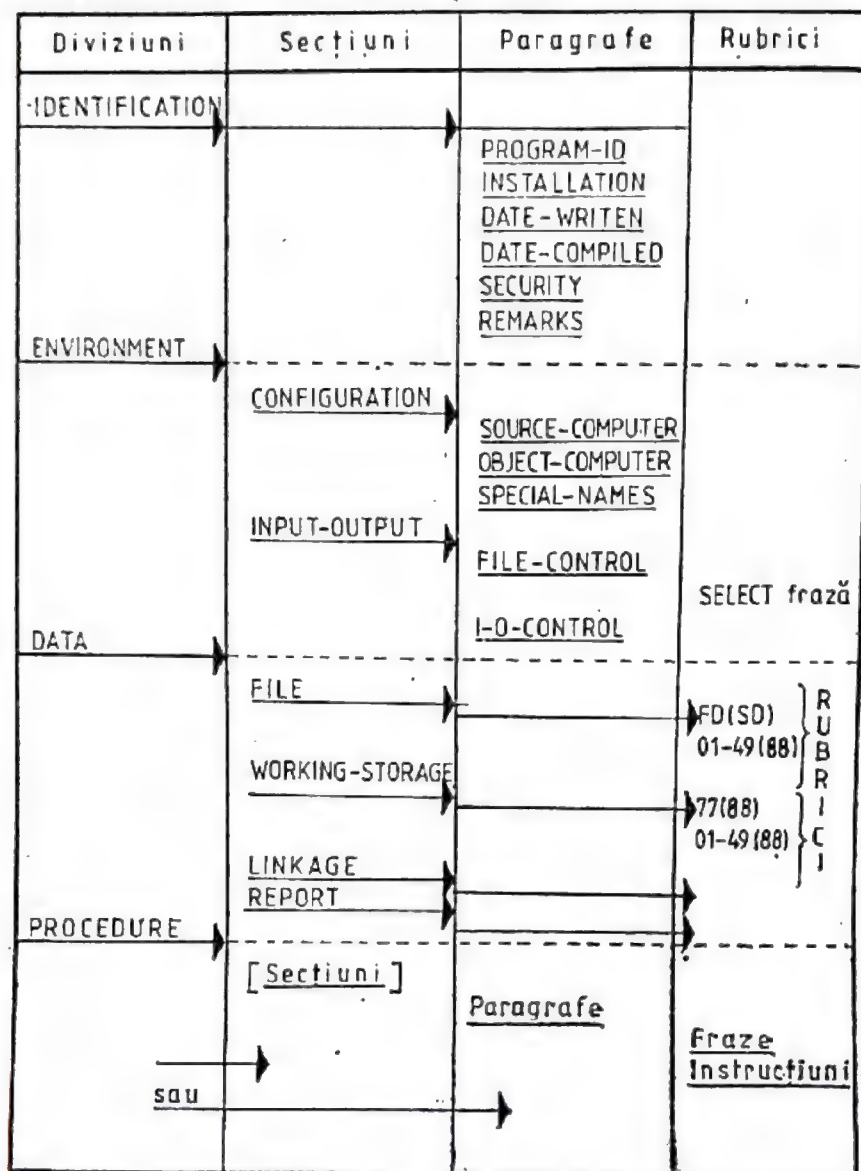 Diviziuni Secțiuni Paragrafe Rubrici
IDENTIFICATION
PROGRAM-ID
INSTALLATION
DATE-WRITEN
DATE-COMPILED
SECURITY
REMARKS
ENVIRONMENT
CONFIGURATION
SOURCE-COMPUTER
OBJECT-COMPUTER
SPECIAL-NAMES
INPUT-OUTPUT
FILE-CONTROL
SELECT frază
I-O-CONTROL
DATA
FILE
FD(SD)
01-49(88)
WORKING-STORAGE
77(88)
01-49(88)
RUBRICI
LINKAGE
REPORT
PROCEDURE
[Secțiuni]
Paragrafe
Fraze
Instrucțiuni
sau